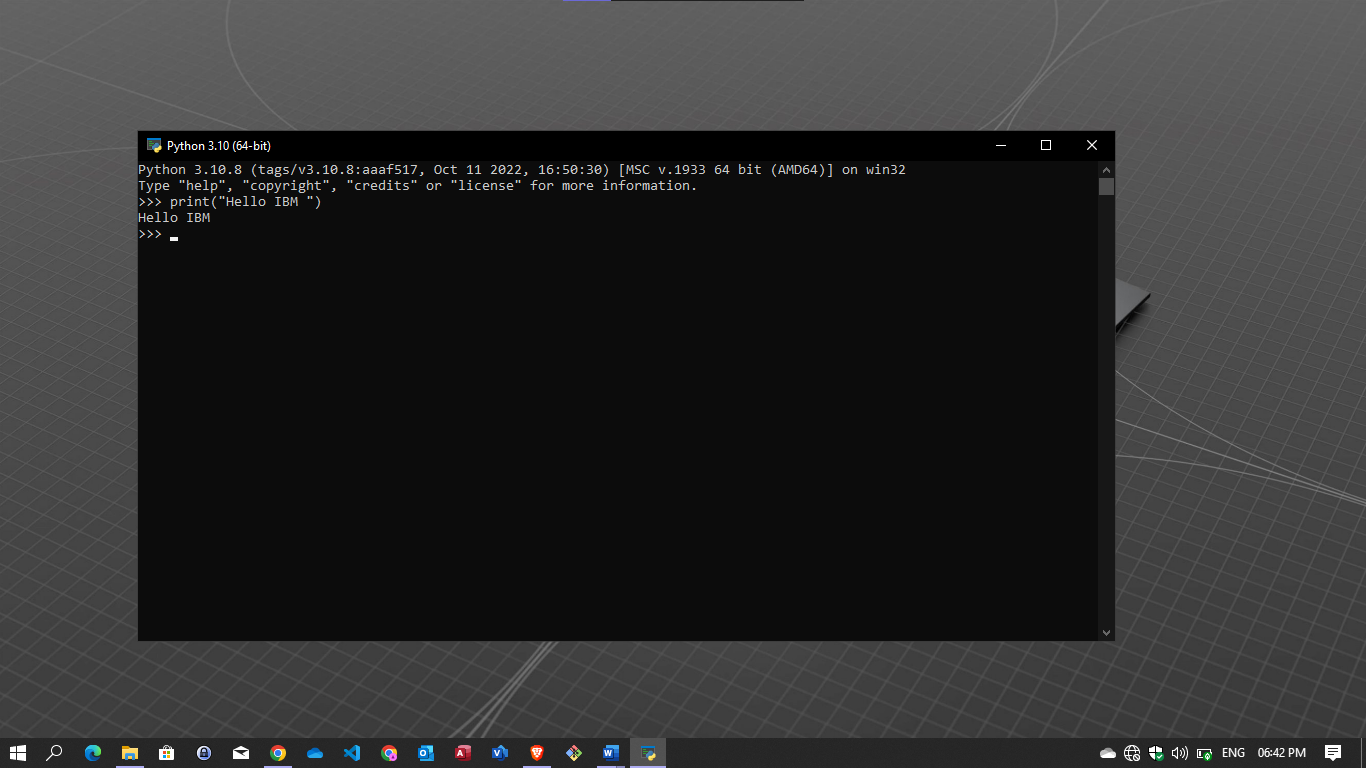 Python 3.10 (64-bit)
Python 3.10.8 (tags/v3.10.8:aaaf517, Oct 11 2022, 16:50:30) [MSC v.1933 64 bit (AMD64)] on win32
Type "help", "copyright", "credits" or "license" for more information.
>>> print("Hello IBM ")
Hello IBM
>>>
ENG 06:42 PM